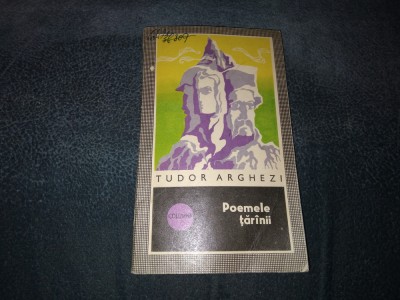 TUDOR ARGHEZI
Poemele
țărînii